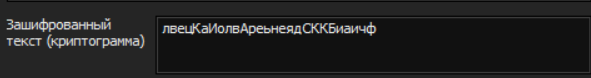 Зашифрованный
текст (криптограмма)
лвецКаИолвАреьнеядСККБиаичф